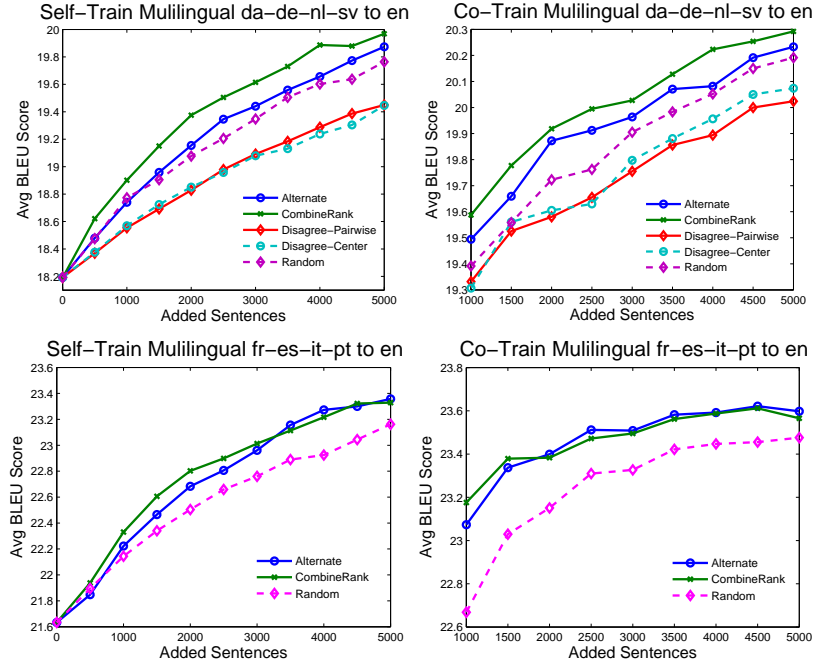 Self-Train Mulilingual da-de-nl-sv to en
20
19.8
19.6
19.4
19.2
19
18.8
18.6
18.4
18.2
Avg BLEU Score
Alternate
CombineRank
Disagree-Pairwise
Disagree-Center
Random
0 1000 2000 3000 4000 5000
Added Sentences
Co-Train Mulilingual da-de-nl-sv to en
20.3
20.2
20.1
20
19.9
19.8
19.7
19.6
19.5
19.4
19.3
Avg BLEU Score
Alternate
CombineRank
Disagree-Pairwise
Disagree-Center
Random
1000 1500 2000 2500 3000 3500 4000 4500 5000
Added Sentences
Self-Train Mulilingual fr-es-it-pt to en
23.6
23.4
23.2
23
22.8
22.6
22.4
22.2
22
21.8
21.6
Avg BLEU Score
Alternate
CombineRank
Random
0 1000 2000 3000 4000 5000
Added Sentences
Co-Train Mulilingual fr-es-it-pt to en
23.8
23.6
23.4
23.2
23
22.8
22.6
Avg BLEU Score
Alternate
CombineRank
Random
1000 1500 2000 2500 3000 3500 4000 4500 5000
Added Sentences